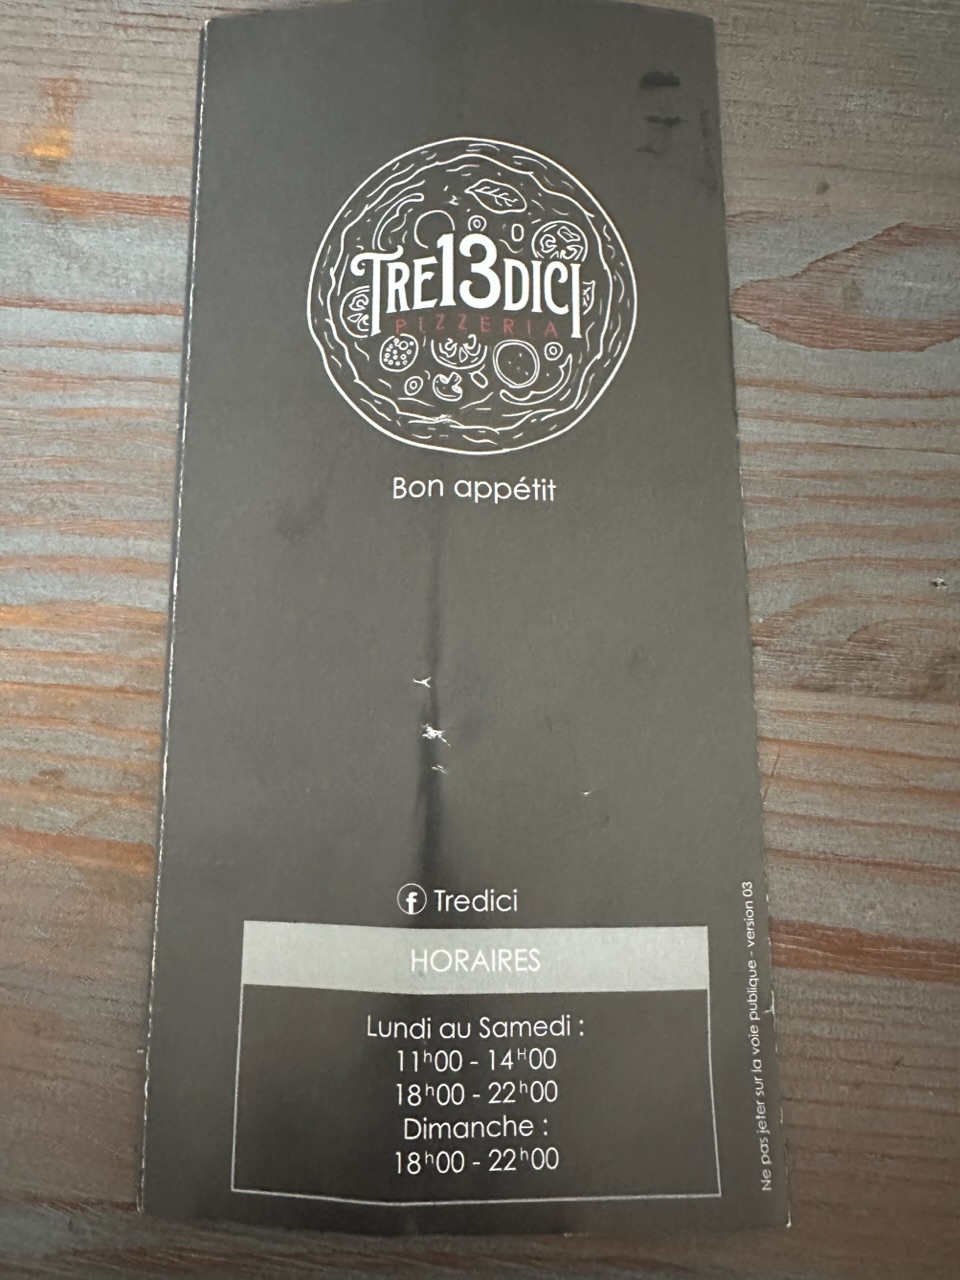 TRE13DICI
PIZZERIA
Bon appétit
Tredici
HORAIRES
Lundi au Samedi :
11h00 - 14H00
18h00 - 22h00
Dimanche :
18h00 - 22h00
Ne pas jeter sur la voie publique - version 03